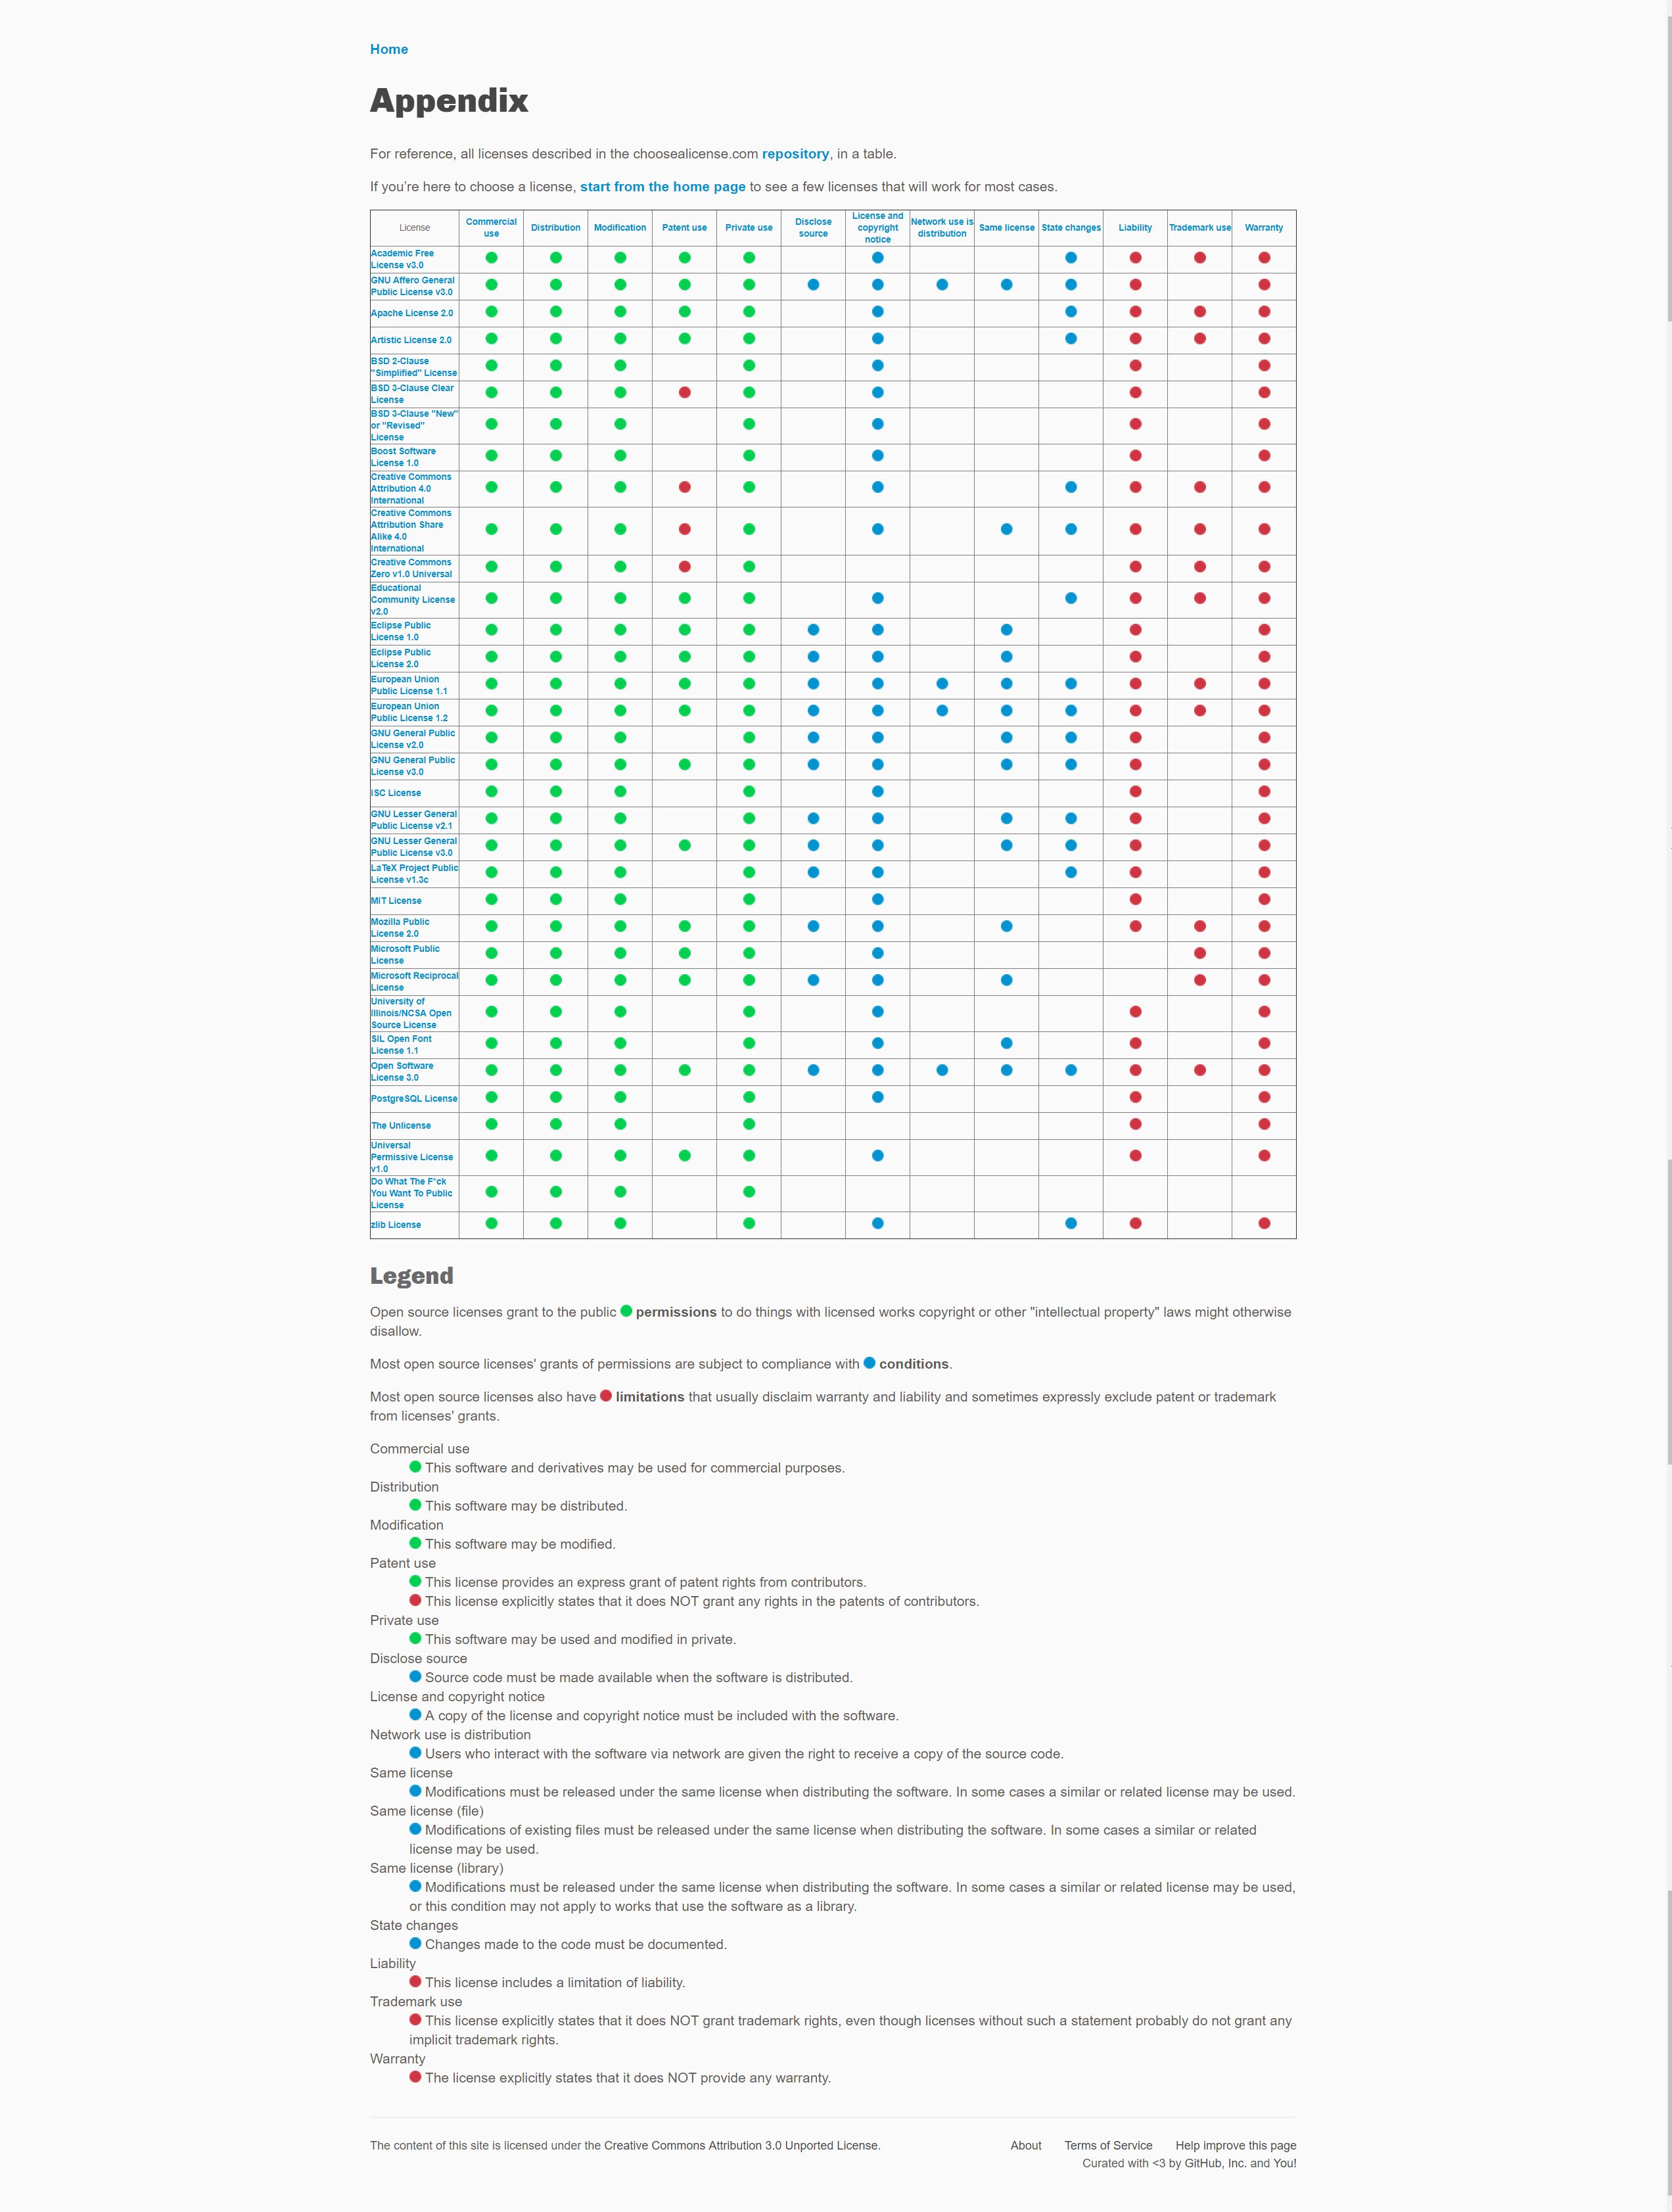 Home
Appendix
For reference, all licenses described in the choosealicense.com repository, in a table.
If you're here to choose a license, start from the home page to see a few licenses that will work for most cases.
License
Commercial
use
Distribution
Modification
Patent use
Private use
Disclose
source
License and
copyright
notice
Network use is
distribution
Same license
State changes
Liability
Trademark use
Warranty
Academic Free
License v3.0
GNU Affero General
Public License v3.0
Apache License 2.0
Artistic License 2.0
BSD 2-Clause
"Simplified" License
BSD 3-Clause Clear
License
BSD 3-Clause "New"
or "Revised"
License
Boost Software
License 1.0
Creative Commons
Attribution 4.0
International
Creative Commons
Attribution Share
Alike 4.0
International
Creative Commons
Zero v1.0 Universal
Educational
Community License
v2.0
Eclipse Public
License 1.0
Eclipse Public
License 2.0
European Union
Public License 1.1
European Union
Public License 1.2
GNU General Public
License v2.0
GNU General Public
License v3.0
ISC License
GNU Lesser General
Public License v2.1
GNU Lesser General
Public License v3.0
LaTeX Project Public
License v1.3c
MIT License
Mozilla Public
License 2.0
Microsoft Public
License
Microsoft Reciprocal
License
University of
Illinois/NCSA Open
Source License
SIL Open Font
License 1.1
Open Software
License 3.0
PostgreSQL License
The Unlicense
Universal
Permissive License
v1.0
Do What The F*ck
You Want To Public
License
zlib License
Legend
Open source licenses grant to the public permissions to do things with licensed works copyright or other "intellectual property" laws might otherwise
disallow.
Most open source licenses' grants of permissions are subject to compliance with conditions.
Most open source licenses also have limitations that usually disclaim warranty and liability and sometimes expressly exclude patent or trademark
from licenses' grants.
Commercial use
This software and derivatives may be used for commercial purposes.
Distribution
This software may be distributed.
Modification
This software may be modified.
Patent use
This license provides an express grant of patent rights from contributors.
This license explicitly states that it does NOT grant any rights in the patents of contributors.
Private use
This software may be used and modified in private.
Disclose source
Source code must be made available when the software is distributed.
License and copyright notice
A copy of the license and copyright notice must be included with the software.
Network use is distribution
Users who interact with the software via network are given the right to receive a copy of the source code.
Same license
Modifications must be released under the same license when distributing the software. In some cases a similar or related license may be used.
Same license (file)
Modifications of existing files must be released under the same license when distributing the software. In some cases a similar or related
license may be used.
Same license (library)
Modifications must be released under the same license when distributing the software. In some cases a similar or related license may be used,
or this condition may not apply to works that use the software as a library.
State changes
Changes made to the code must be documented.
Liability
This license includes a limitation of liability.
Trademark use
This license explicitly states that it does NOT grant trademark rights, even though licenses without such a statement probably do not grant any
implicit trademark rights.
Warranty
The license explicitly states that it does NOT provide any warranty.
The content of this site is licensed under the Creative Commons Attribution 3.0 Unported License.
About Terms of Service Help improve this page
Curated with <3 by GitHub, Inc. and You!